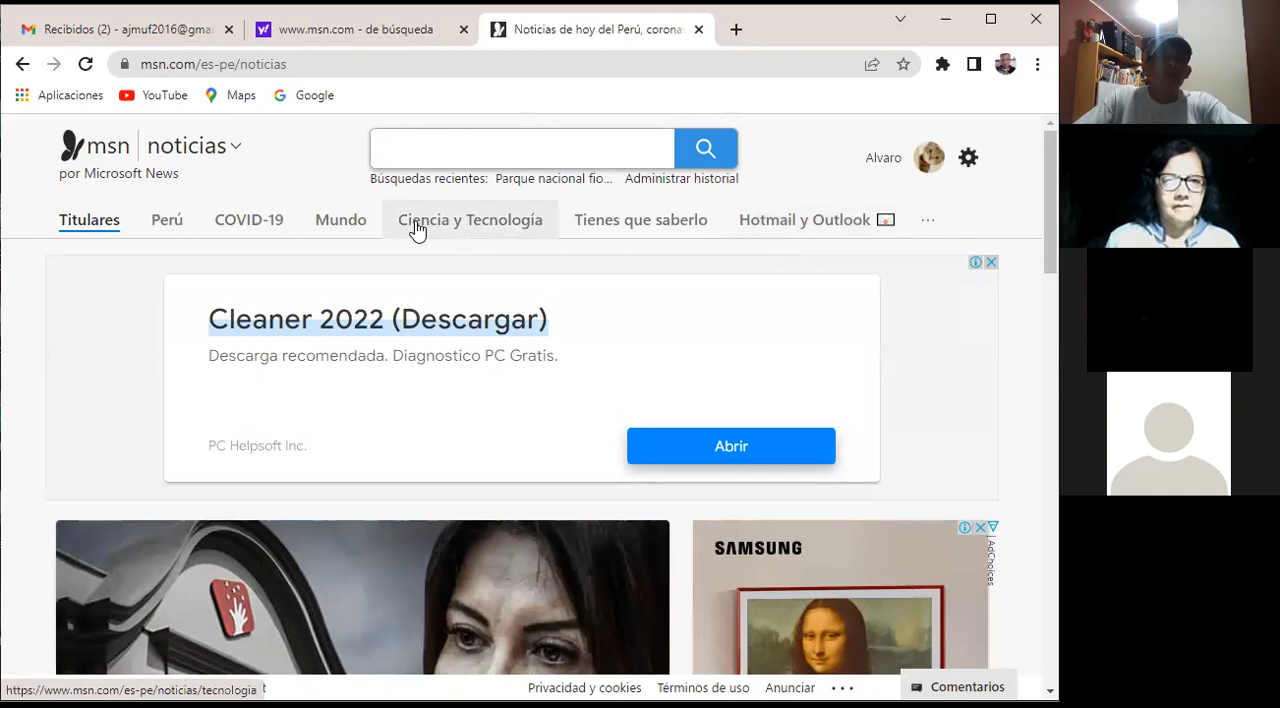 Recibidos (2) - ajmuf2016@gmai
www.msn.com - de búsqueda
Noticias de hoy del Perú, corona
msn.com/es-pe/noticias
Aplicaciones
YouTube
Maps
Google
msn | noticias
por Microsoft News
Búsquedas recientes: Parque nacional fio... Administrar historial
Alvaro
Titulares Perú COVID-19 Mundo Ciencia y Tecnología Tienes que saberlo Hotmail y Outlook ...
Cleaner 2022 (Descargar)
Descarga recomendada. Diagnostico PC Gratis.
PC Helpsoft Inc.
Abrir
SAMSUNG
AdChoices
https://www.msn.com/es-pe/noticias/tecnologia
Privacidad y cookies Términos de uso Anunciar ...
Comentarios